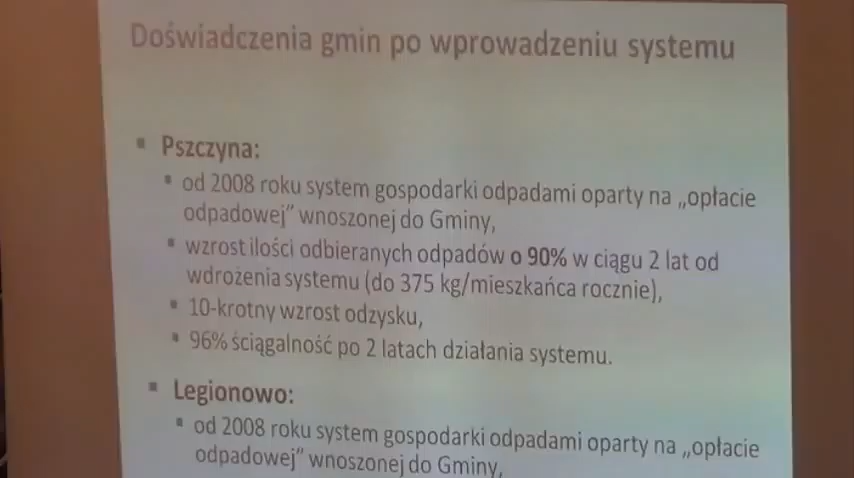 Doświadczenia gmin po wprowadzeniu systemu
▪ Pszczyna:
▪ od 2008 roku system gospodarki odpadami oparty na „opłacie
odpadowej” wnoszonej do Gminy,
▪ wzrost ilości odbieranych odpadów o 90% w ciągu 2 lat od
wdrożenia systemu (do 375 kg/mieszkańca rocznie),
▪ 10-krotny wzrost odzysku,
▪ 96% ściągalność po 2 latach działania systemu.
▪ Legionowo:
▪ od 2008 roku system gospodarki odpadami oparty na „opłacie
odpadowej” wnoszonej do Gminy,